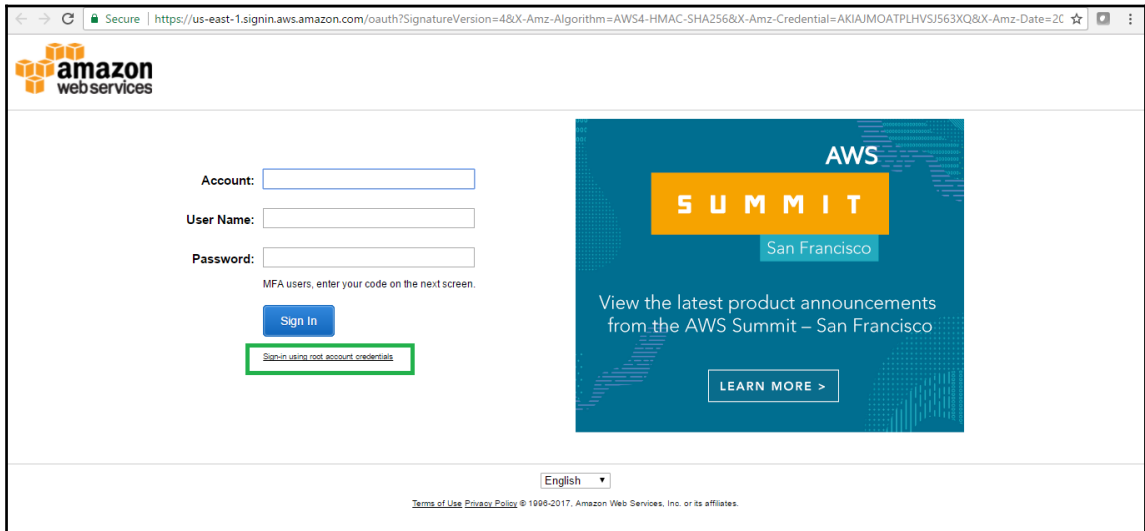 Secure | https://us-east-1.signin.aws.amazon.com/oauth?SignatureVersion=4&X-Amz-Algorithm=AWS4-HMAC-SHA256&X-Amz-Credential=AKIAJMOATPLHVSJ563XQ&X-Amz-Date=20
amazon
webservices
Account:
User Name:
Password:
MFA users, enter your code on the next screen.
Sign In
Sign-in using root account credentials
AWS
SUMMIT
San Francisco
View the latest product announcements
from the AWS Summit – San Francisco
LEARN MORE >
English
Terms of Use Privacy Policy © 1996-2017, Amazon Web Services, Inc. or its affiliates.